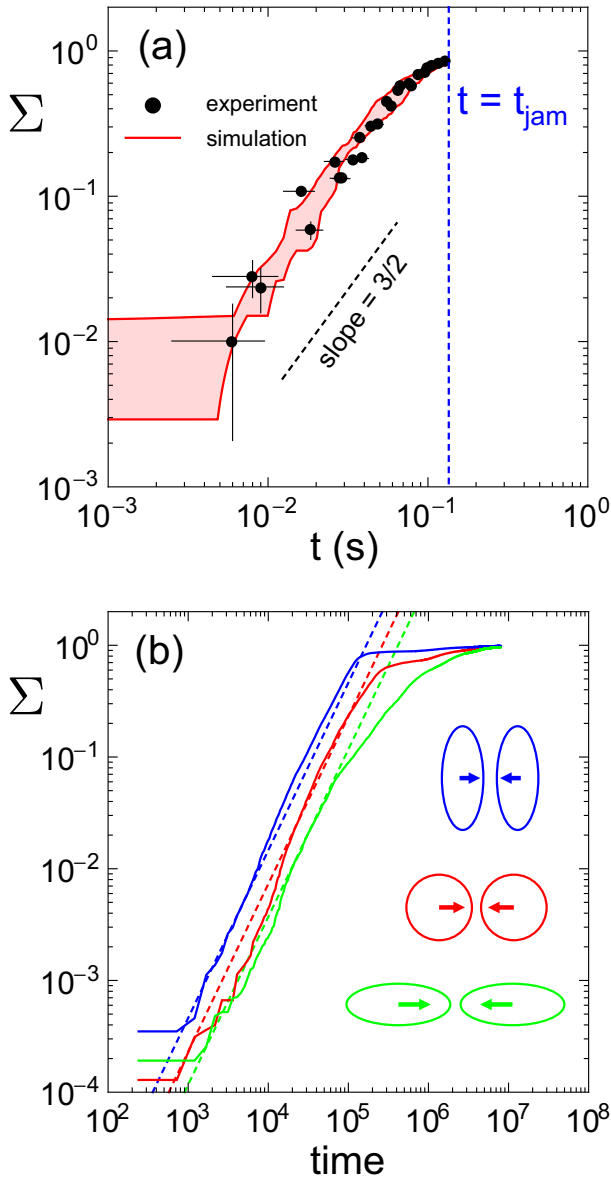 (a)
Σ
10⁰
10⁻¹
10⁻²
10⁻³
experiment
simulation
t = t_jam
slope = 3/2
10⁻³ 10⁻² 10⁻¹ 10⁰
t (s)
(b)
Σ
10⁰
10⁻¹
10⁻²
10⁻³
10⁻⁴
10² 10³ 10⁴ 10⁵ 10⁶ 10⁷ 10⁸
time